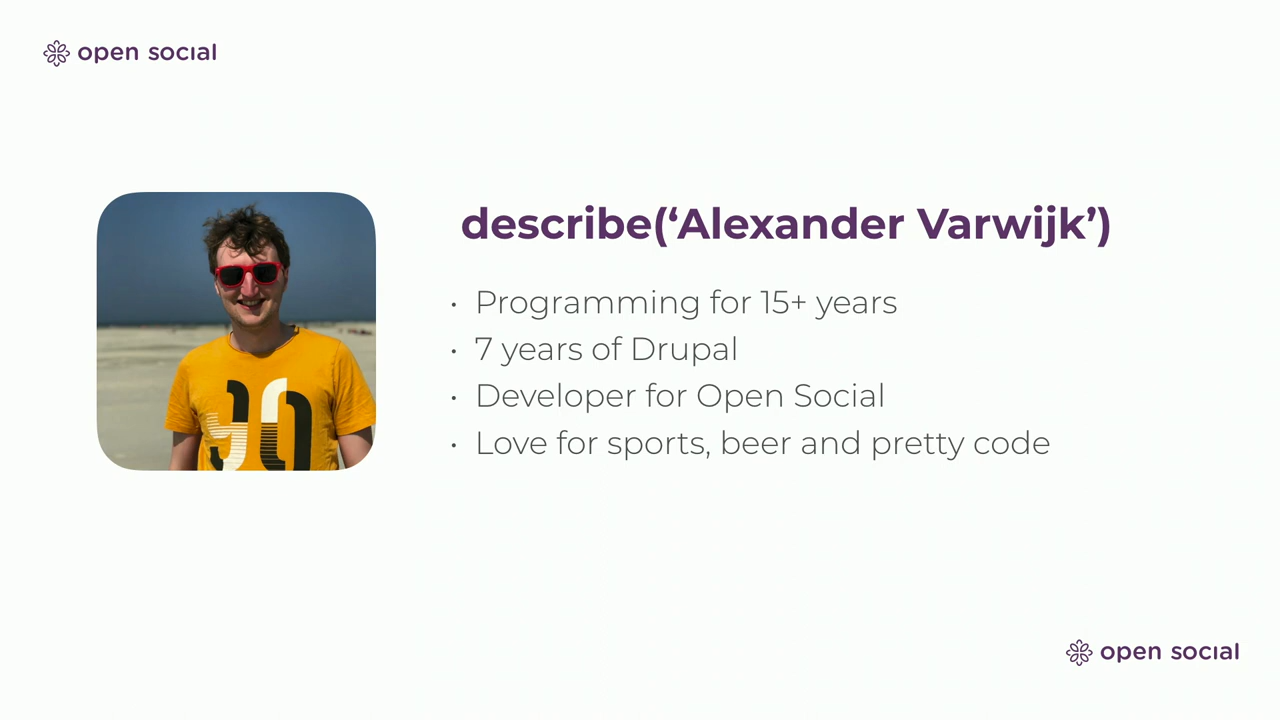 open social
describe(‘Alexander Varwijk’)
• Programming for 15+ years
• 7 years of Drupal
• Developer for Open Social
• Love for sports, beer and pretty code
90
open social